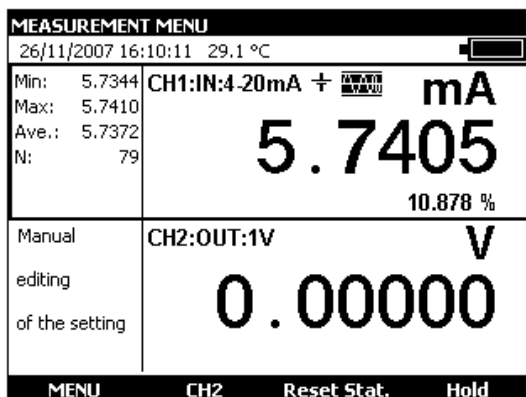 MEASUREMENT MENU
26/11/2007 16:10:11 29.1 °C
Min: 5.7344
Max: 5.7410
Ave.: 5.7372
N: 79
CH1:IN:4-20mA
mA
5.7405
10.878 %
Manual
editing
of the setting
CH2:OUT:1V
V
0.00000
MENU CH2 Reset Stat. Hold